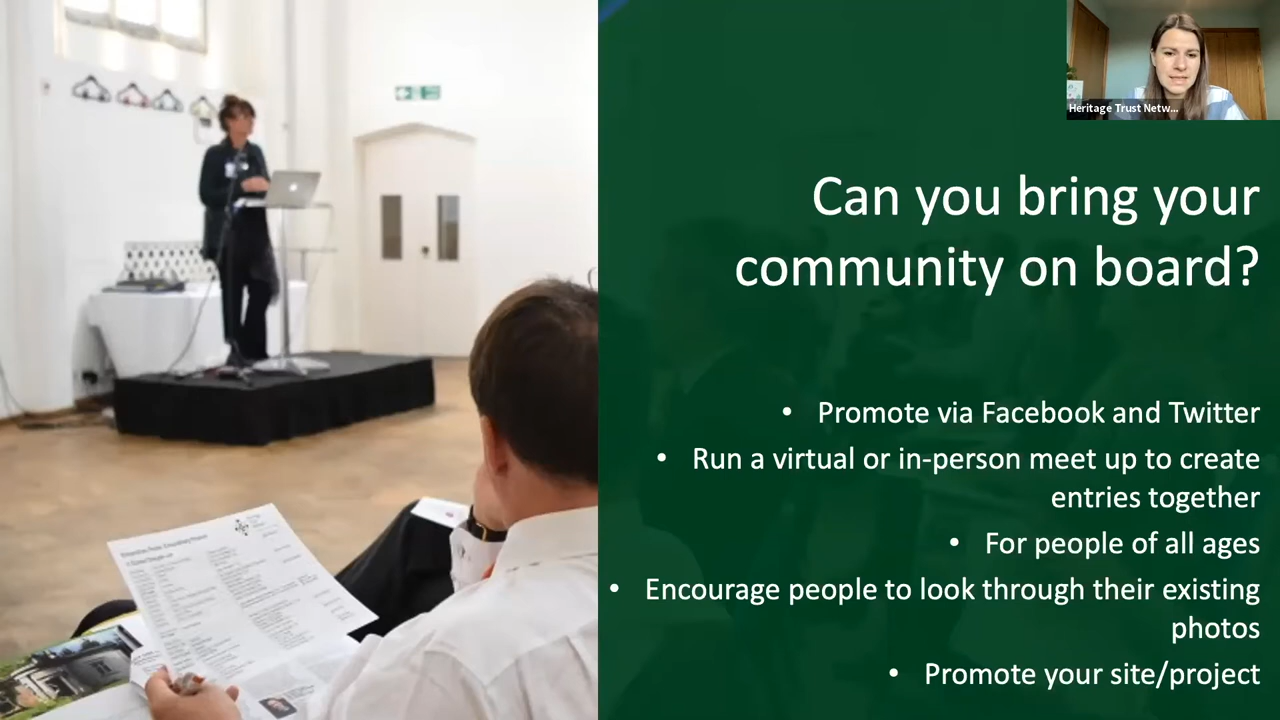 Heritage Trust Netw...
Can you bring your
community on board?
• Promote via Facebook and Twitter
• Run a virtual or in-person meet up to create
entries together
• For people of all ages
• Encourage people to look through their existing
photos
• Promote your site/project